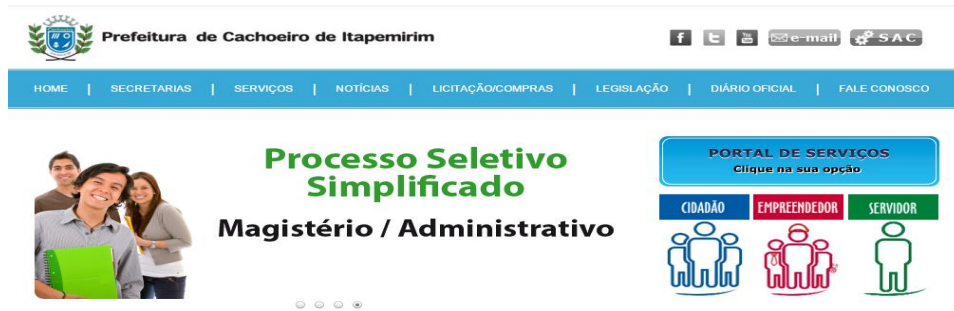 Prefeitura de Cachoeiro de Itapemirim
e-mail SAC
HOME | SECRETARIAS | SERVIÇOS | NOTÍCIAS | LICITAÇÃO/COMPRAS | LEGISLAÇÃO | DIÁRIO OFICIAL | FALE CONOSCO
Processo Seletivo
Simplificado
Magistério / Administrativo
PORTAL DE SERVIÇOS
Clique na sua opção
CIDADÃO EMPREENDEDOR SERVIDOR